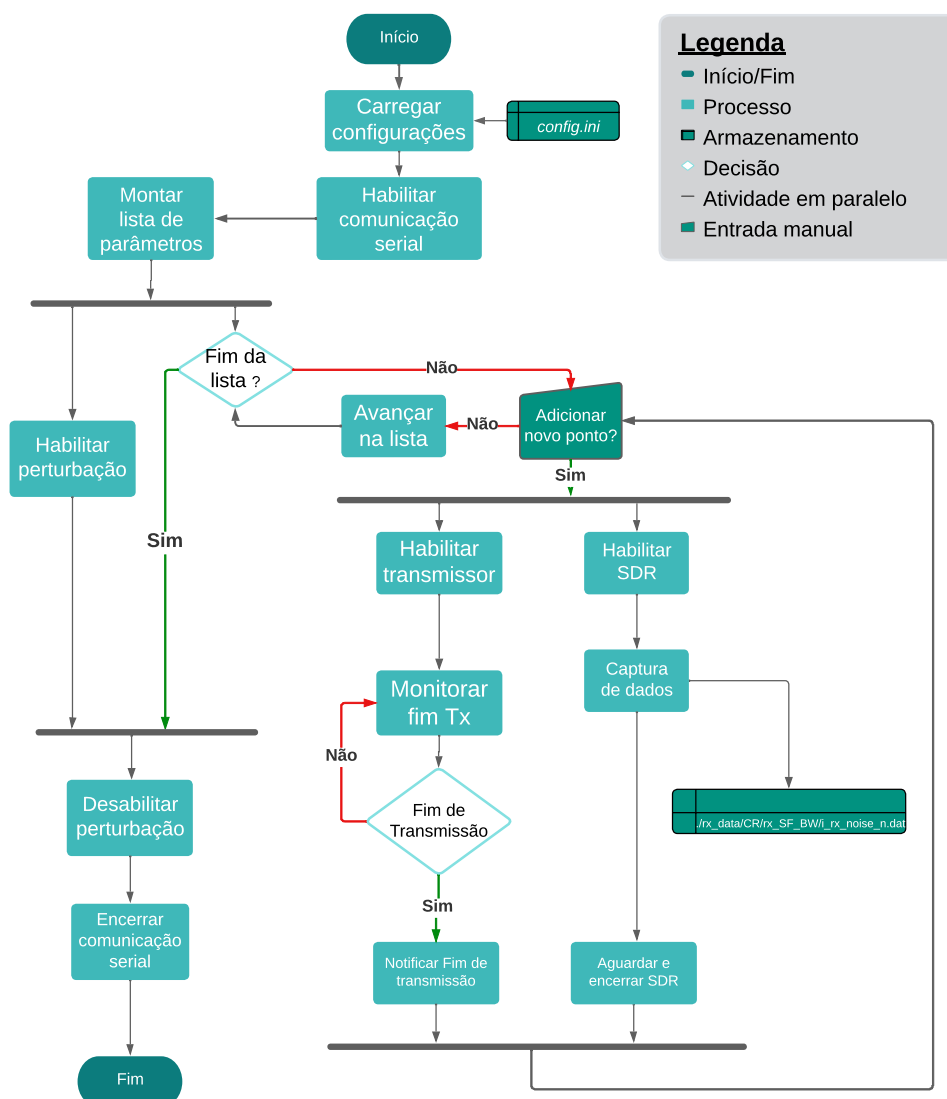 Início
Legenda
Início/Fim
Processo
Armazenamento
Decisão
Atividade em paralelo
Entrada manual
Carregar
configurações
config.ini
Habilitar
comunicação
serial
Montar
lista de
parâmetros
Fim da
lista ?
Não
Avançar
na lista
Não
Adicionar
novo ponto?
Sim
Habilitar
perturbação
Sim
Habilitar
transmissor
Habilitar
SDR
Monitorar
fim Tx
Captura
de dados
Não
Fim de
Transmissão
./rx_data/CR/rx_SF_BW/i_rx_noise_n.dat
Sim
Notificar Fim de
transmissão
Aguardar e
encerrar SDR
Desabilitar
perturbação
Encerrar
comunicação
serial
Fim